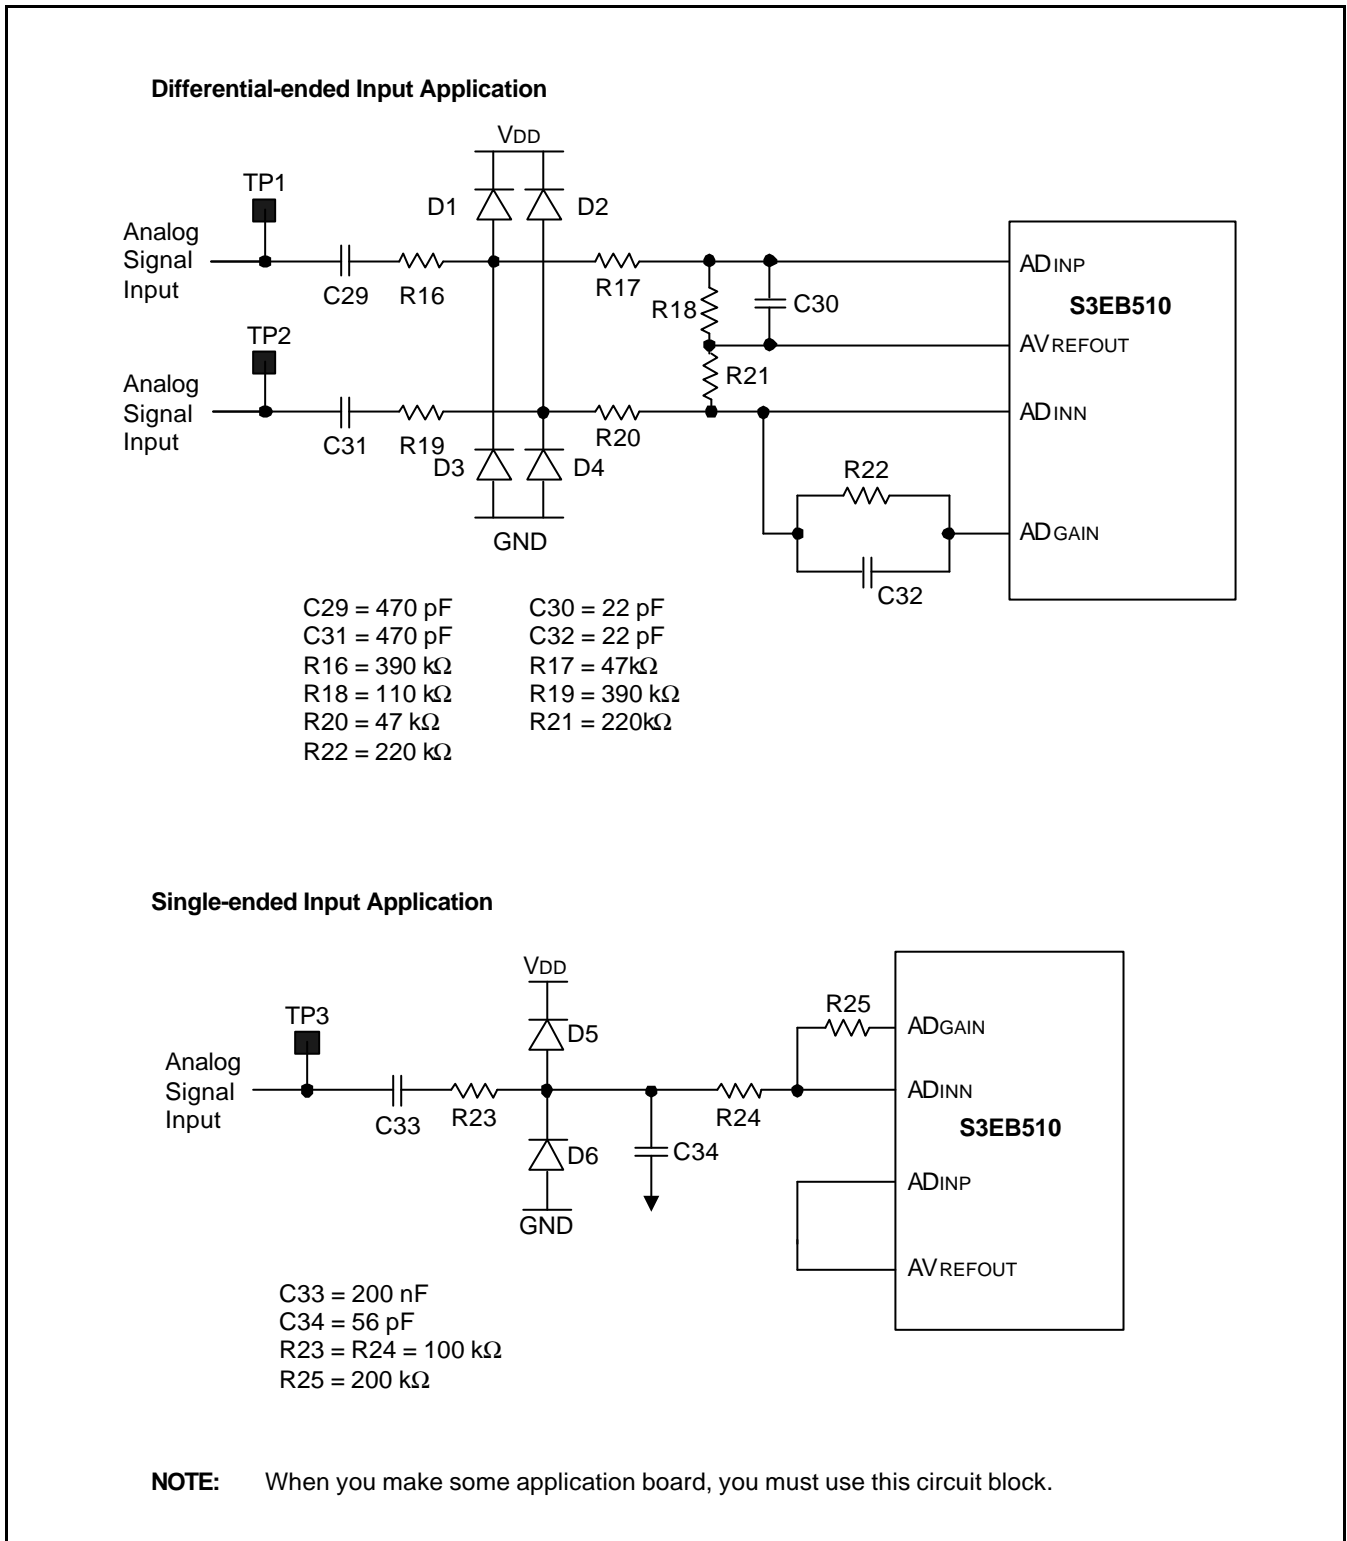 Differential-ended Input Application
VDD
TP1
D1
D2
Analog
Signal
Input
C29
R16
R17
R18
C30
ADINP
S3EB510
AVREFOUT
TP2
R21
Analog
Signal
Input
C31
R19
R20
ADINN
D3
D4
R22
GND
ADGAIN
C32
C29 = 470 pF
C30 = 22 pF
C31 = 470 pF
C32 = 22 pF
R16 = 390 kΩ
R17 = 47kΩ
R18 = 110 kΩ
R19 = 390 kΩ
R20 = 47 kΩ
R21 = 220kΩ
R22 = 220 kΩ
Single-ended Input Application
VDD
TP3
D5
R25
ADGAIN
Analog
Signal
Input
C33
R23
R24
ADINN
S3EB510
D6
C34
ADINP
GND
AVREFOUT
C33 = 200 nF
C34 = 56 pF
R23 = R24 = 100 kΩ
R25 = 200 kΩ
NOTE: When you make some application board, you must use this circuit block.